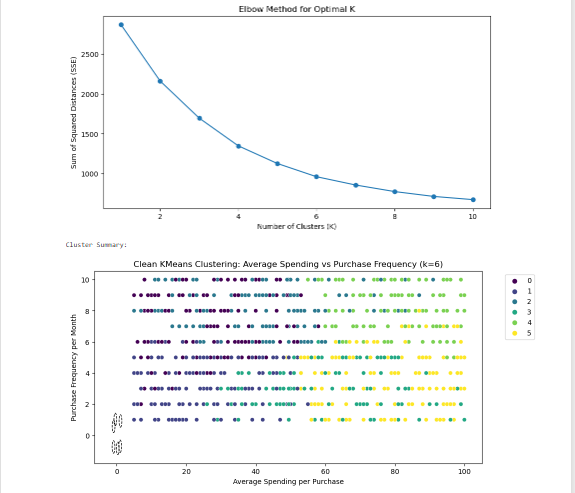 Elbow Method for Optimal K
2500
2000
1500
1000
Sum of Squared Distances (SSE)
2 4 6 8 10
Number of Clusters (K)
Cluster Summary:
Clean KMeans Clustering: Average Spending vs Purchase Frequency (k=6)
10
8
6
4
2
0
Purchase Frequency per Month
0 20 40 60 80 100
Average Spending per Purchase
0
1
2
3
4
5